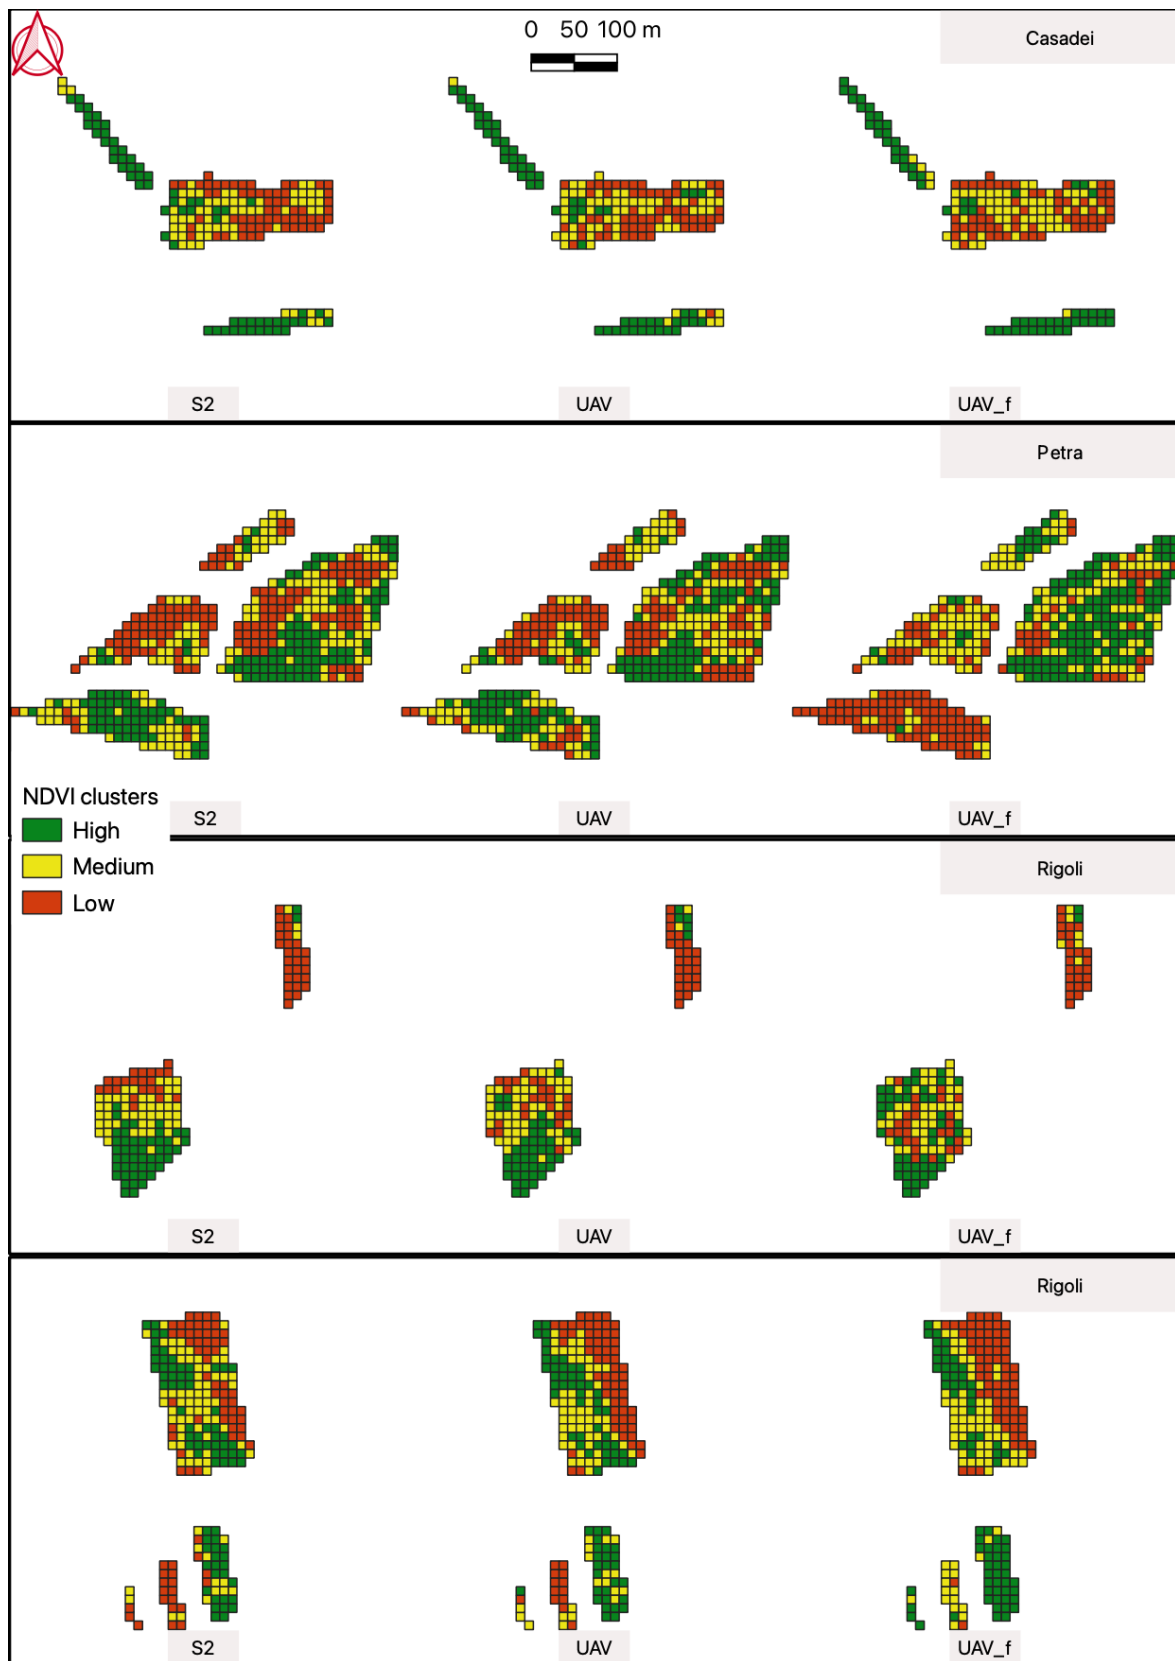 0 50 100 m
Casadei
S2
UAV
UAV_f
Petra
NDVI clusters
High
Medium
Low
S2
UAV
UAV_f
Rigoli
S2
UAV
UAV_f
Rigoli
S2
UAV
UAV_f